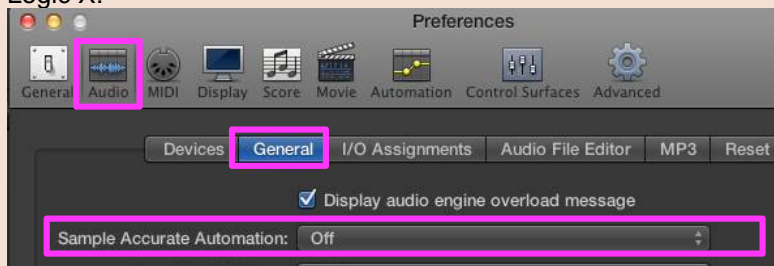 Logic X:
Preferences
General Audio MIDI Display Score Movie Automation Control Surfaces Advanced
Devices General I/O Assignments Audio File Editor MP3 Reset
Display audio engine overload message
Sample Accurate Automation: Off